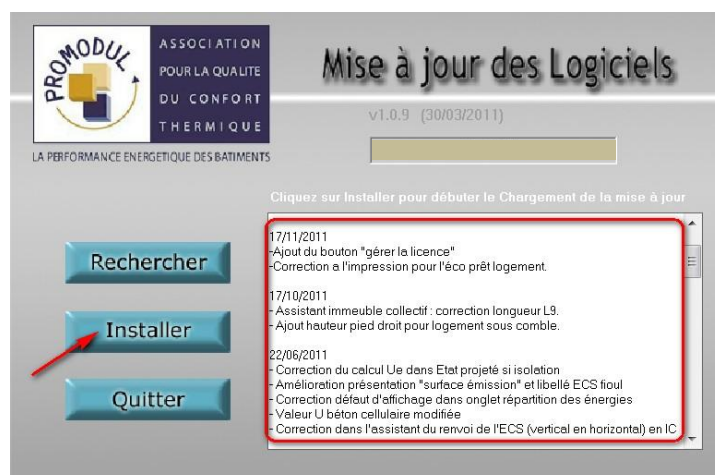 PROMODUL
ASSOCIATION
POUR LA QUALITE
DU CONFORT
THERMIQUE
LA PERFORMANCE ENERGETIQUE DES BATIMENTS
Mise à jour des Logiciels
v1.0.9 (30/03/2011)
Cliquez sur Installer pour débuter le Chargement de la mise à jour
Rechercher
Installer
Quitter
17/11/2011
-Ajout du bouton "gérer la licence"
-Correction a l'impression pour l'éco prêt logement.
17/10/2011
- Assistant immeuble collectif : correction longueur L9.
- Ajout hauteur pied droit pour logement sous comble.
22/06/2011
- Correction du calcul Ue dans Etat projeté si isolation
- Amélioration présentation "surface émission" et libellé ECS fioul
- Correction défaut d'affichage dans onglet répartition des énergies
- Valeur U béton cellulaire modifiée
- Correction dans l'assistant du renvoi de l'ECS (vertical en horizontal) en IC